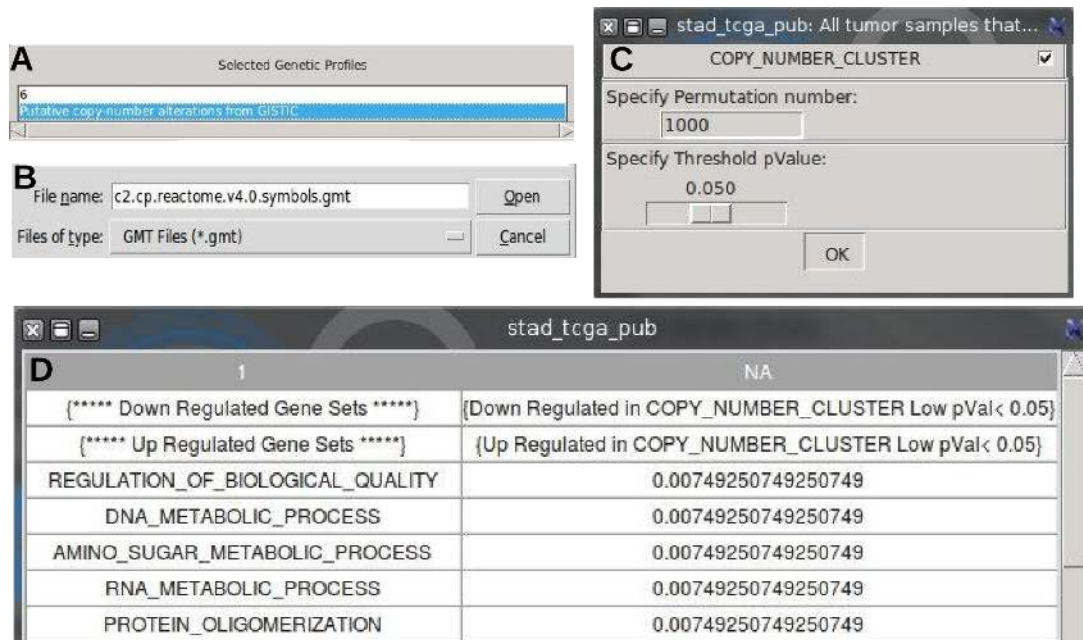 A
Selected Genetic Profiles
6
Putative copy-number alterations from GISTIC
B
File name: c2.cp.reactome.v4.0.symbols.gmt Open
Files of type: GMT Files (*.gmt) Cancel
stad_tcga_pub: All tumor samples that...
C COPY_NUMBER_CLUSTER
Specify Permutation number:
1000
Specify Threshold pValue:
0.050
OK
stad_tcga_pub
D 1 NA
{***** Down Regulated Gene Sets *****} {Down Regulated in COPY_NUMBER_CLUSTER Low pVal< 0.05}
{***** Up Regulated Gene Sets *****} {Up Regulated in COPY_NUMBER_CLUSTER Low pVal< 0.05}
REGULATION_OF_BIOLOGICAL_QUALITY 0.00749250749250749
DNA_METABOLIC_PROCESS 0.00749250749250749
AMINO_SUGAR_METABOLIC_PROCESS 0.00749250749250749
RNA_METABOLIC_PROCESS 0.00749250749250749
PROTEIN_OLIGOMERIZATION 0.00749250749250749